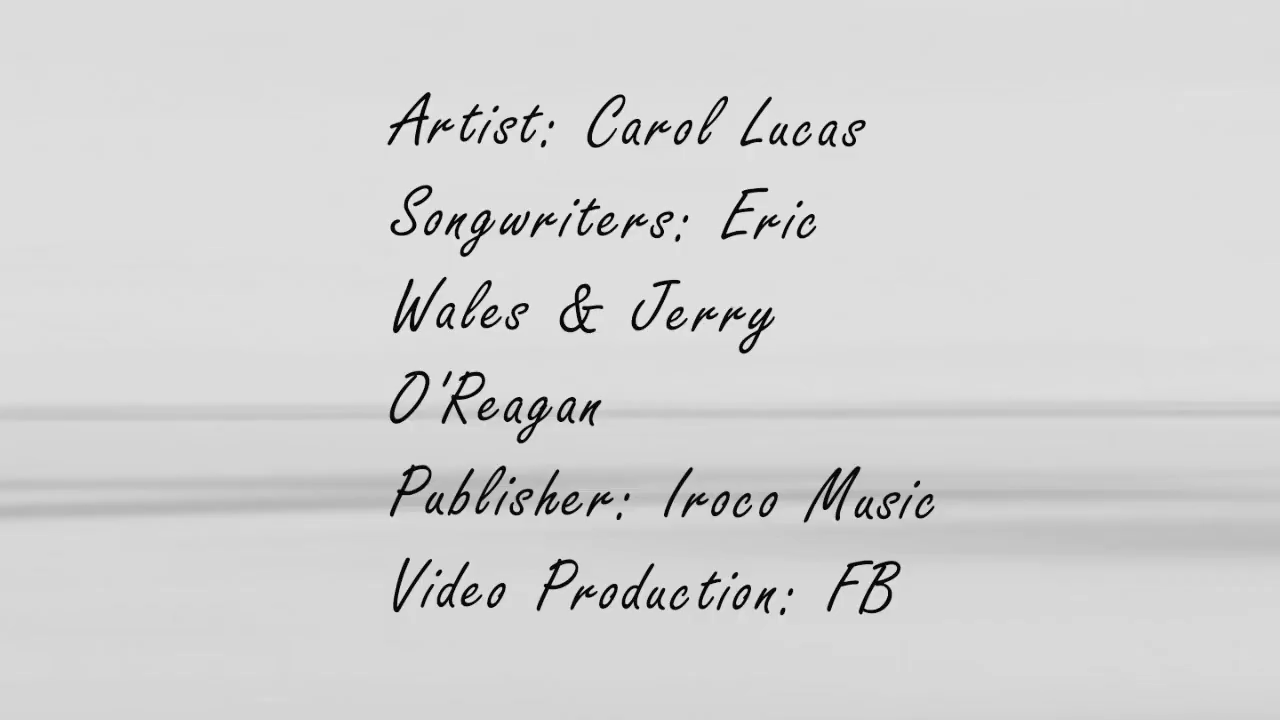 Artist: Carol Lucas
Songwriters: Eric
Wales & Jerry
O'Reagan
Publisher: Iroco Music
Video Production: FB